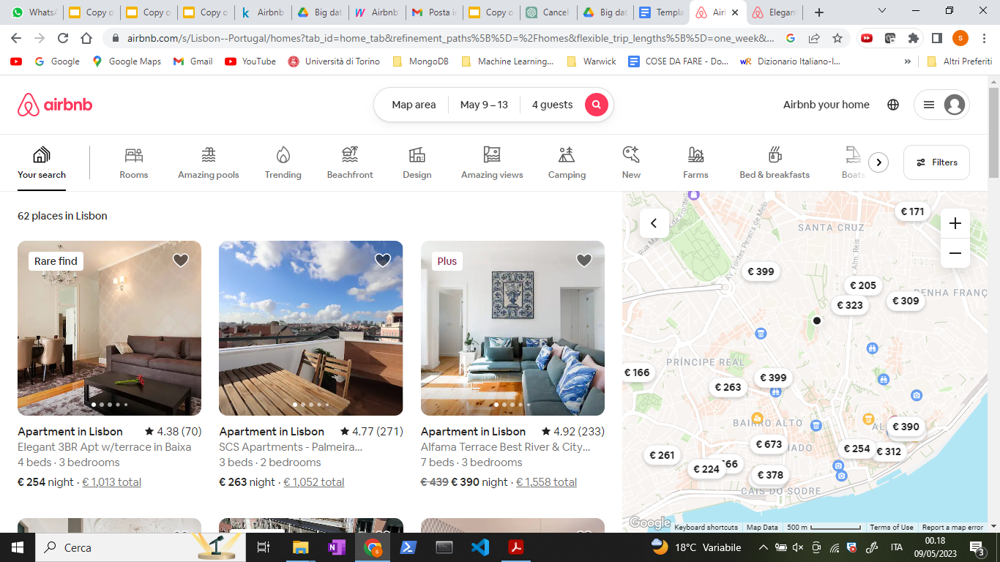 WhatsA
Copy o
Copy o
Copy o
Airbnb
Big dat
Airbnb
Posta in
Copy o
Cancel
Big dat
Templa
Airl
Elegan
airbnb.com/s/Lisbon--Portugal/homes?tab_id=home_tab&refinement_paths%5B%5D=%2Fhomes&flexible_trip_lengths%5B%5D=one_week&...
Google
Google Maps
Gmail
YouTube
Università di Torino
MongoDB
Machine Learning...
Warwick
COSE DA FARE - Do...
Dizionario Italiano-I...
Altri Preferiti
airbnb
Map area
May 9 – 13
4 guests
Airbnb your home
Your search
Rooms
Amazing pools
Trending
Beachfront
Design
Amazing views
Camping
New
Farms
Bed & breakfasts
Boats
Filters
62 places in Lisbon
Rare find
Plus
Apartment in Lisbon 4.38 (70)
Elegant 3BR Apt w/terrace in Baixa
4 beds · 3 bedrooms
€ 254 night · € 1,013 total
Apartment in Lisbon 4.77 (271)
SCS Apartments - Palmeira...
3 beds · 2 bedrooms
€ 263 night · € 1,052 total
Apartment in Lisbon 4.92 (233)
Alfama Terrace Best River & City...
7 beds · 3 bedrooms
€ 439 € 390 night · € 1,558 total
€ 171
SANTA CRUZ
Av. Fontes Pereira de Melo
€ 399
€ 205
€ 323
€ 309
PENHA FRANÇ
PRÍNCIPE REAL
€ 166
€ 263
€ 399
BAIRRO ALTO
€ 390
€ 673
€ 254
€ 312
€ 261
€ 224
66
€ 378
CAIS DO SODRE
Google
Keyboard shortcuts
Map Data
500 m
Terms of Use
Report a map error
Cerca
18°C Variabile
ITA
00.18
09/05/2023
3